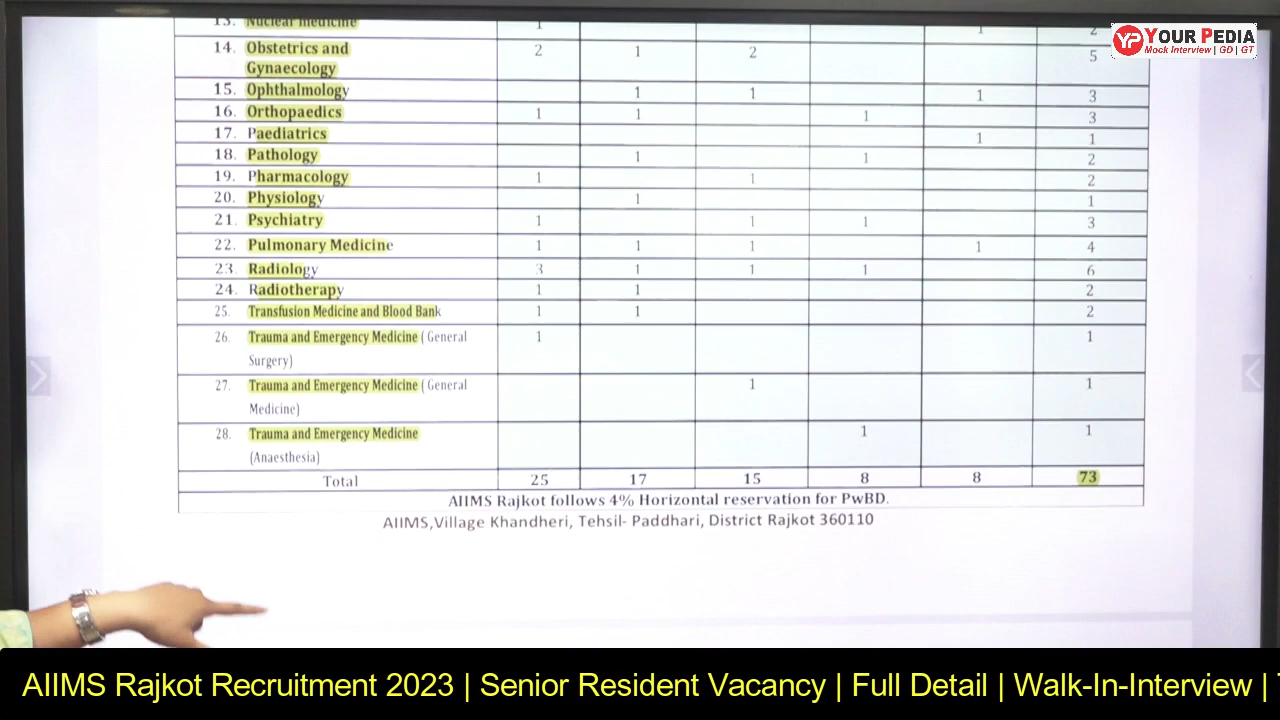 13. Nuclear medicine 1 1 2
14. Obstetrics and 2 1 2 5
Gynaecology
15. Ophthalmology 1 1 1 3
16. Orthopaedics 1 1 1 3
17. Paediatrics 1 1
18. Pathology 1 1 2
19. Pharmacology 1 1 2
20. Physiology 1 1
21. Psychiatry 1 1 1 3
22. Pulmonary Medicine 1 1 1 1 4
23. Radiology 3 1 1 1 6
24. Radiotherapy 1 1 2
25. Transfusion Medicine and Blood Bank 1 1 2
26. Trauma and Emergency Medicine ( General 1 1
Surgery)
27. Trauma and Emergency Medicine ( General 1 1
Medicine)
28. Trauma and Emergency Medicine 1 1
(Anaesthesia)
Total 25 17 15 8 8 73
AIIMS Rajkot follows 4% Horizontal reservation for PwBD.
AIIMS,Village Khandheri, Tehsil- Paddhari, District Rajkot 360110
YP YOUR PEDIA
Mock Interview | GD | GT
AIIMS Rajkot Recruitment 2023 | Senior Resident Vacancy | Full Detail | Walk-In-Interview |